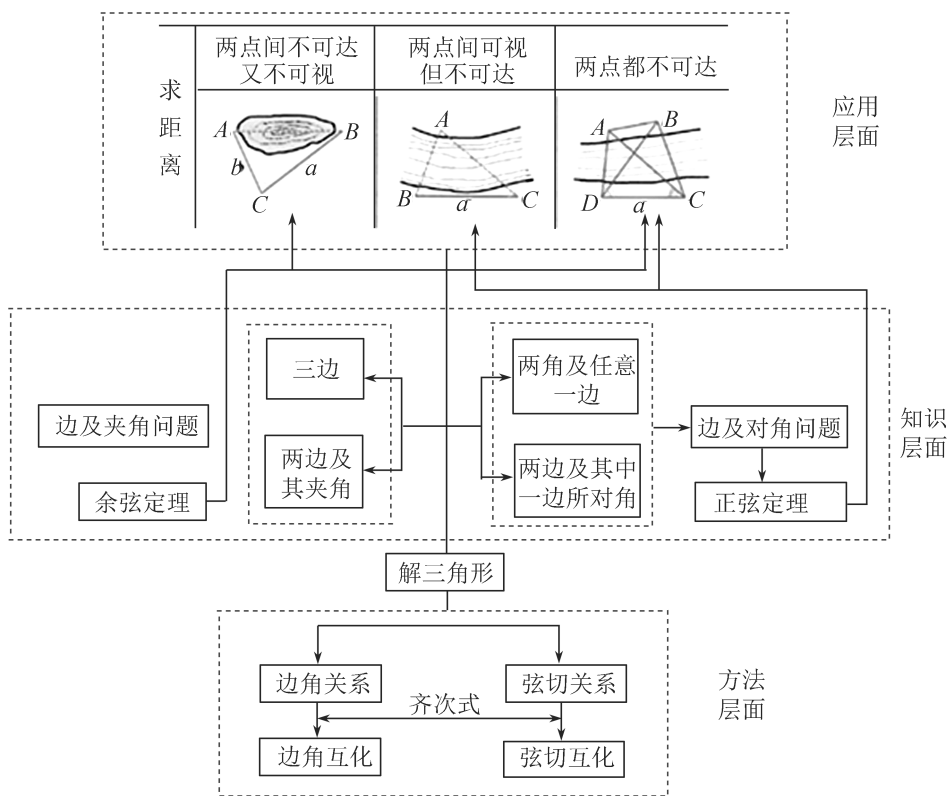 两点间不可达
又不可视
两点间可视
但不可达
两点都不可达
求
距
离
A
B
b
a
C
A
B
a
C
A
B
D
a
C
应用
层面
三边
两边及
其夹角
两角及任意
一边
两边及其中
一边所对角
边及夹角问题
余弦定理
边及对角问题
正弦定理
知识
层面
解三角形
边角关系
弦切关系
齐次式
边角互化
弦切互化
方法
层面